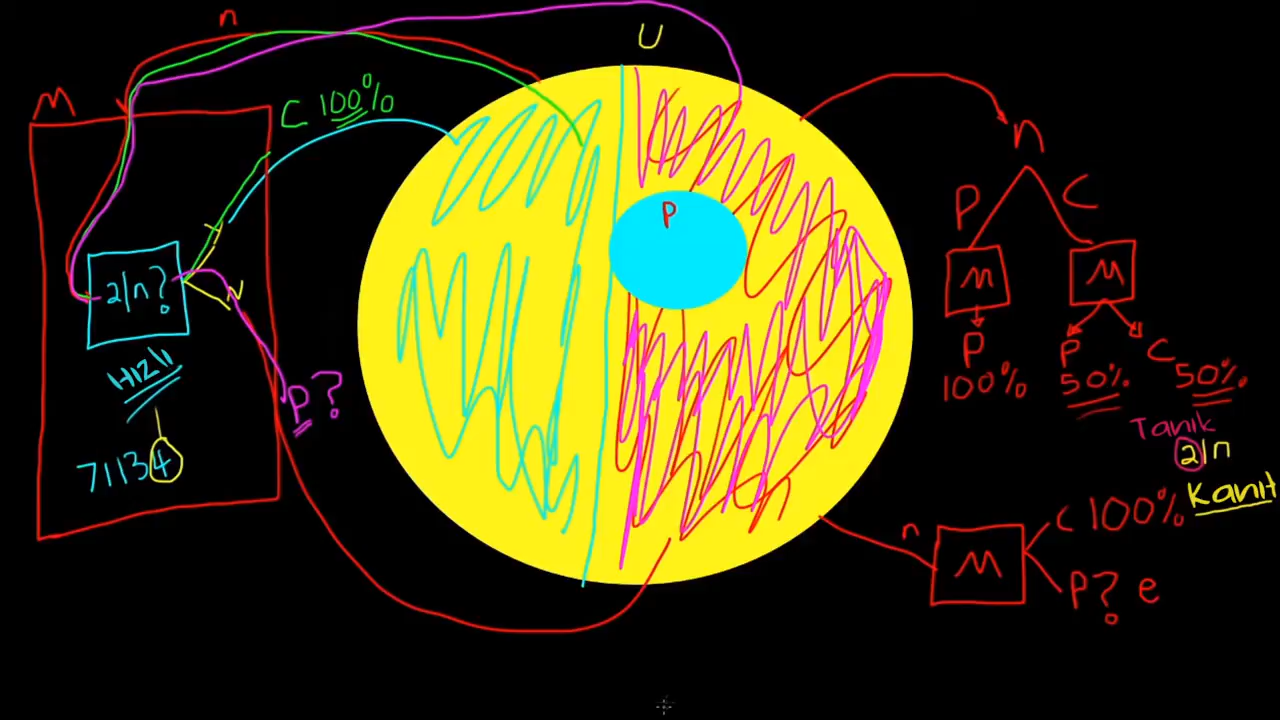 n
U
M
C 100%
2|n?
Y
N
HIZLI
P?
71134
P
n
P
C
M
M
P
100%
P
50%
C
50%
Tanık
2|n
Kanıt
n
M
C 100%
P? e